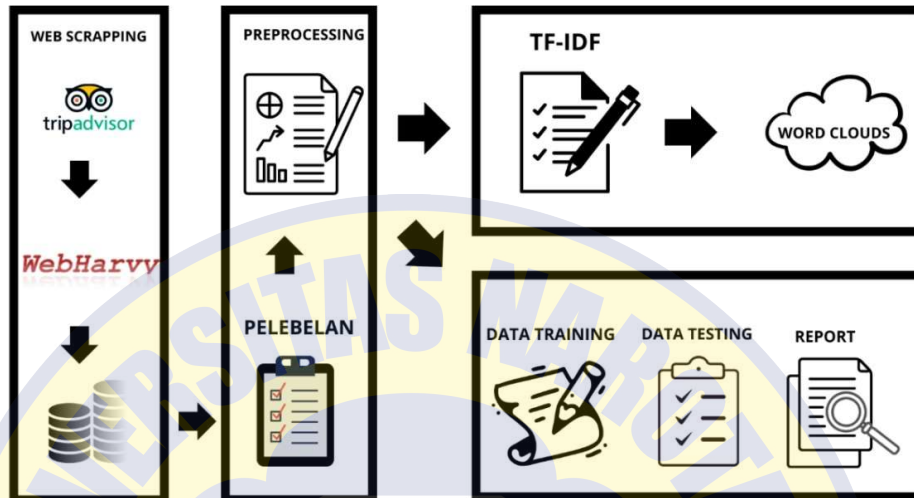 WEB SCRAPPING
tripadvisor
WebHarvy
PREPROCESSING
PELEBELAN
TF-IDF
WORD CLOUDS
DATA TRAINING
DATA TESTING
REPORT